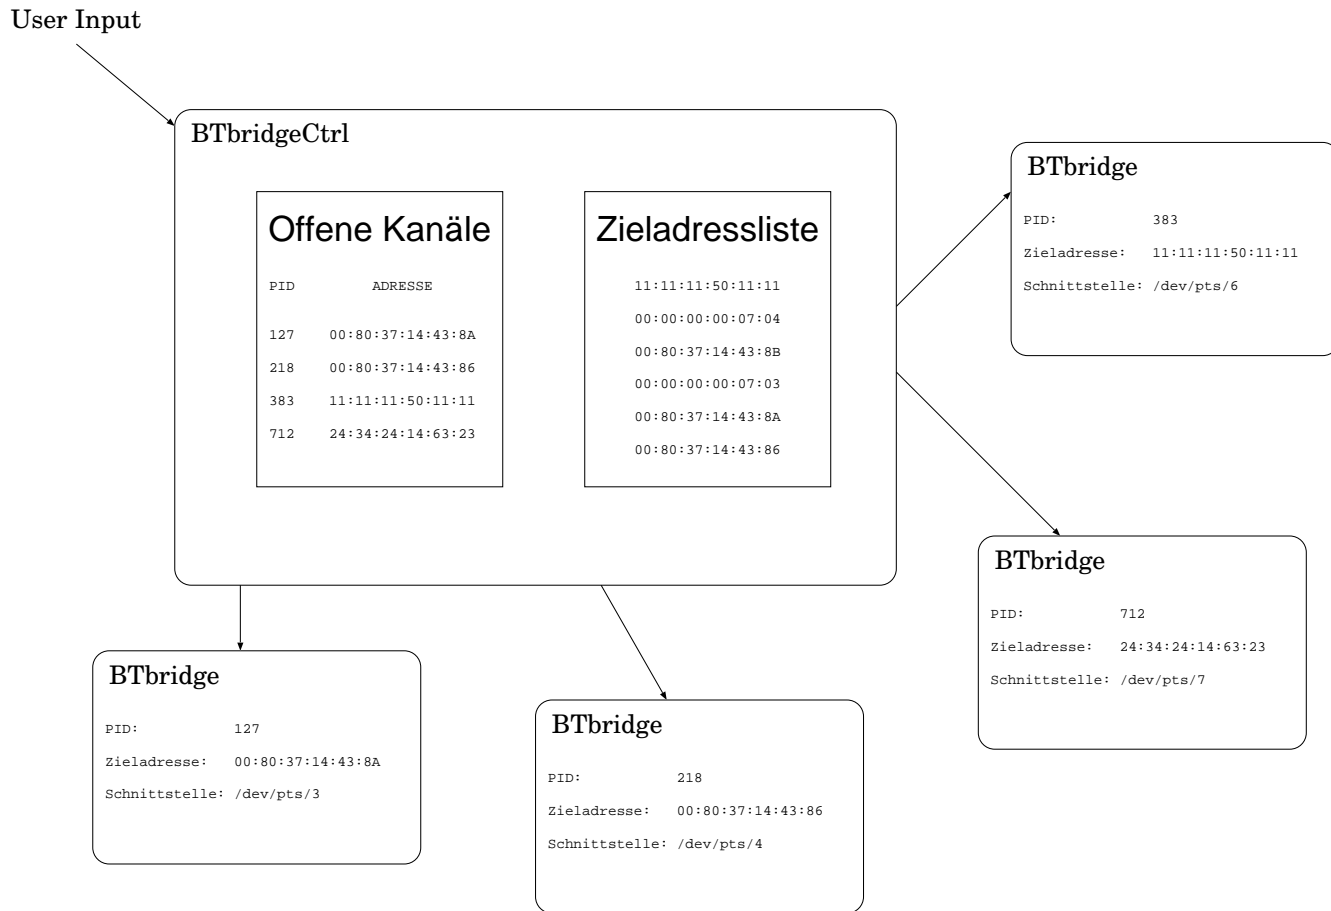 User Input
BTbridgeCtrl
Offene Kanäle
PID ADRESSE
127 00:80:37:14:43:8A
218 00:80:37:14:43:86
383 11:11:11:50:11:11
712 24:34:24:14:63:23
Zieladressliste
11:11:11:50:11:11
00:00:00:00:07:04
00:80:37:14:43:8B
00:00:00:00:07:03
00:80:37:14:43:8A
00:80:37:14:43:86
BTbridge
PID: 383
Zieladresse: 11:11:11:50:11:11
Schnittstelle: /dev/pts/6
BTbridge
PID: 712
Zieladresse: 24:34:24:14:63:23
Schnittstelle: /dev/pts/7
BTbridge
PID: 127
Zieladresse: 00:80:37:14:43:8A
Schnittstelle: /dev/pts/3
BTbridge
PID: 218
Zieladresse: 00:80:37:14:43:86
Schnittstelle: /dev/pts/4